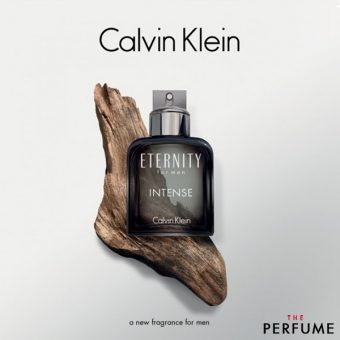 Calvin Klein
ETERNITY
for men
INTENSE
Calvin Klein
a new fragrance for men
THE
PERFUME